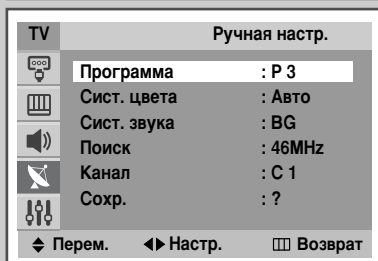 TV Ручная настр.
Программа : P 3
Сист. цвета : Авто
Сист. звука : BG
Поиск : 46MHz
Канал : C 1
Сохр. : ?
Перем. Настр. Возврат